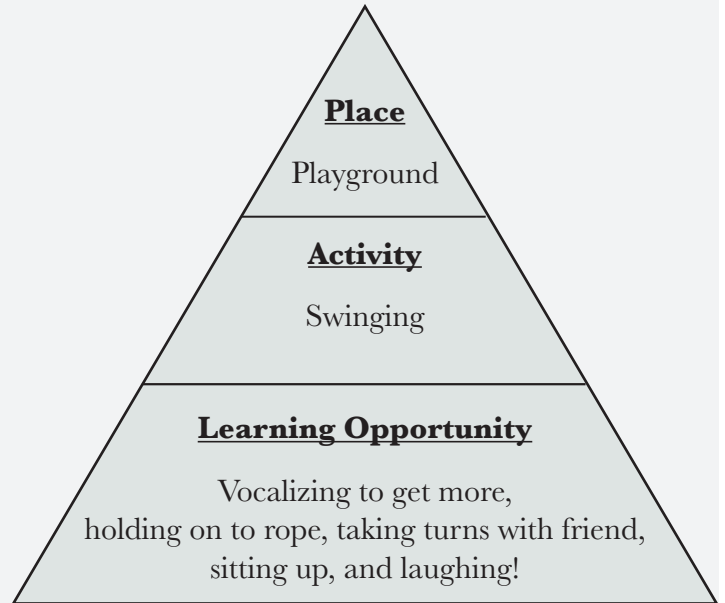 Place
Playground
Activity
Swinging
Learning Opportunity
Vocalizing to get more,
holding on to rope, taking turns with friend,
sitting up, and laughing!